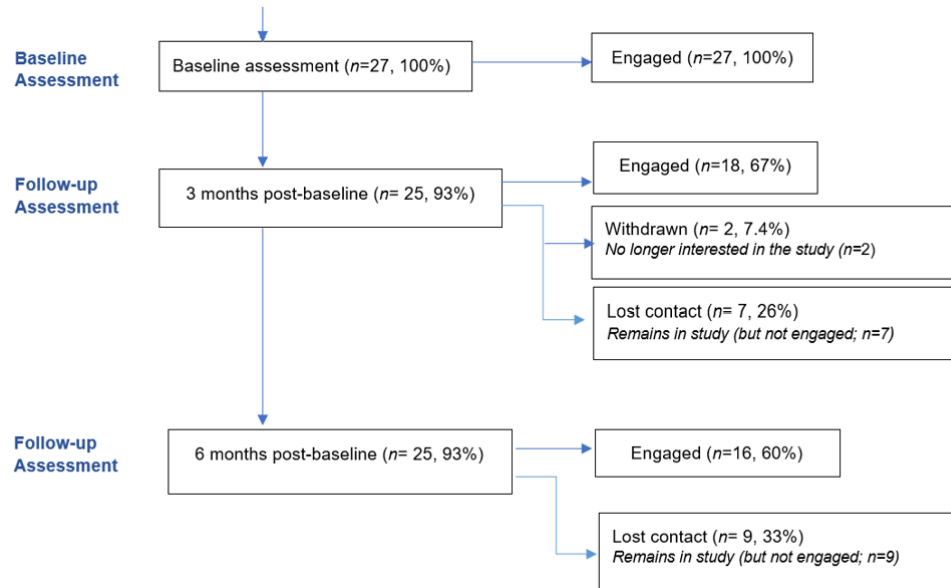 Baseline
Assessment
Baseline assessment (n=27, 100%)
Engaged (n=27, 100%)
Follow-up
Assessment
3 months post-baseline (n= 25, 93%)
Engaged (n=18, 67%)
Withdrawn (n= 2, 7.4%)
No longer interested in the study (n=2)
Lost contact (n= 7, 26%)
Remains in study (but not engaged; n=7)
Follow-up
Assessment
6 months post-baseline (n= 25, 93%)
Engaged (n=16, 60%)
Lost contact (n= 9, 33%)
Remains in study (but not engaged; n=9)